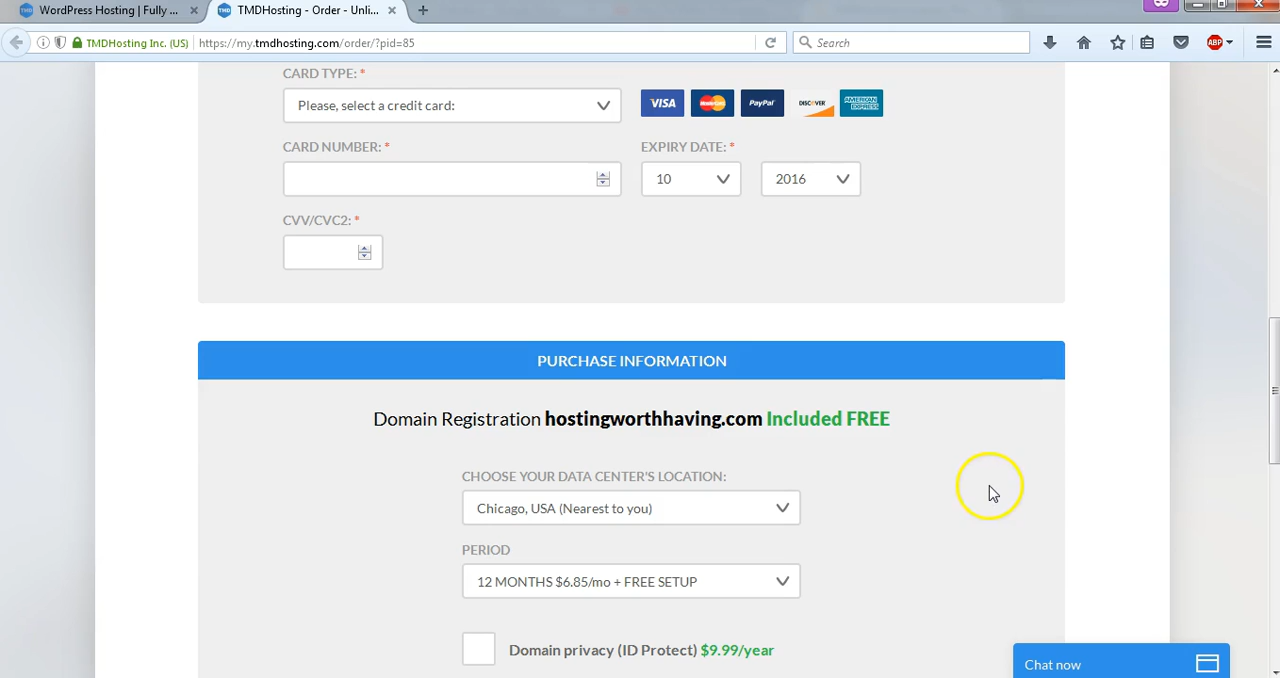 WordPress Hosting | Fully ...
TMDHosting - Order - Unli...
TMDHosting Inc. (US)
https://my.tmdhosting.com/order/?pid=85
Search
ABP
CARD TYPE: *
Please, select a credit card:
VISA
MasterCard
PayPal
DISCOVER
AMERICAN EXPRESS
CARD NUMBER: *
EXPIRY DATE: *
10
2016
CVV/CVC2: *
PURCHASE INFORMATION
Domain Registration hostingworthhaving.com Included FREE
CHOOSE YOUR DATA CENTER'S LOCATION:
Chicago, USA (Nearest to you)
PERIOD
12 MONTHS $6.85/mo + FREE SETUP
Domain privacy (ID Protect) $9.99/year
Chat now